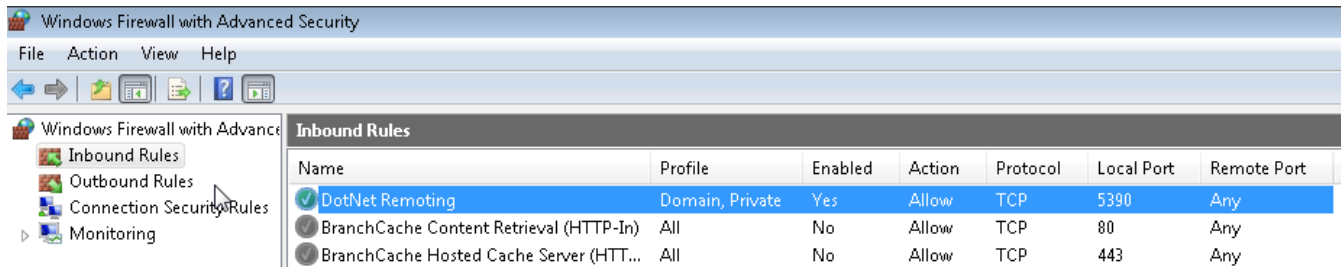 Windows Firewall with Advanced Security
File Action View Help
Windows Firewall with Advance
Inbound Rules
Outbound Rules
Connection Security Rules
Monitoring
Inbound Rules
Name Profile Enabled Action Protocol Local Port Remote Port
DotNet Remoting Domain, Private Yes Allow TCP 5390 Any
BranchCache Content Retrieval (HTTP-In) All No Allow TCP 80 Any
BranchCache Hosted Cache Server (HTT... All No Allow TCP 443 Any